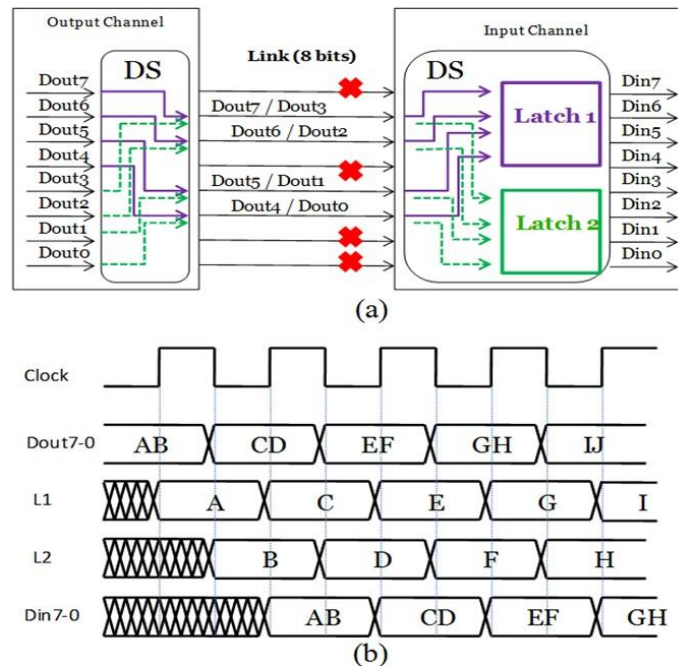 Output Channel
Input Channel
DS
Link (8 bits)
DS
Dout7
Dout6
Dout5
Dout4
Dout3
Dout2
Dout1
Dout0
Dout7 / Dout3
Dout6 / Dout2
Dout5 / Dout1
Dout4 / Dout0
Latch 1
Latch 2
Din7
Din6
Din5
Din4
Din3
Din2
Din1
Din0
(a)
Clock
Dout7-0 AB CD EF GH IJ
L1 A C E G I
L2 B D F H
Din7-0 AB CD EF GH
(b)